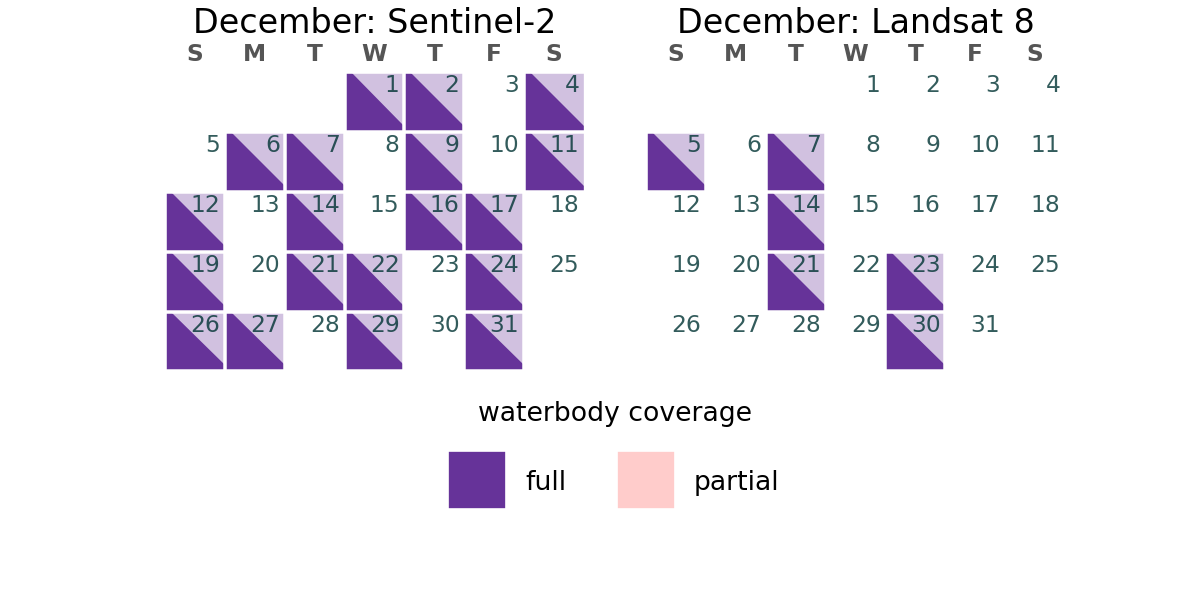 December: Sentinel-2
S M T W T F S
1 2 3 4
5 6 7 8 9 10 11
12 13 14 15 16 17 18
19 20 21 22 23 24 25
26 27 28 29 30 31
December: Landsat 8
S M T W T F S
1 2 3 4
5 6 7 8 9 10 11
12 13 14 15 16 17 18
19 20 21 22 23 24 25
26 27 28 29 30 31
waterbody coverage
full partial